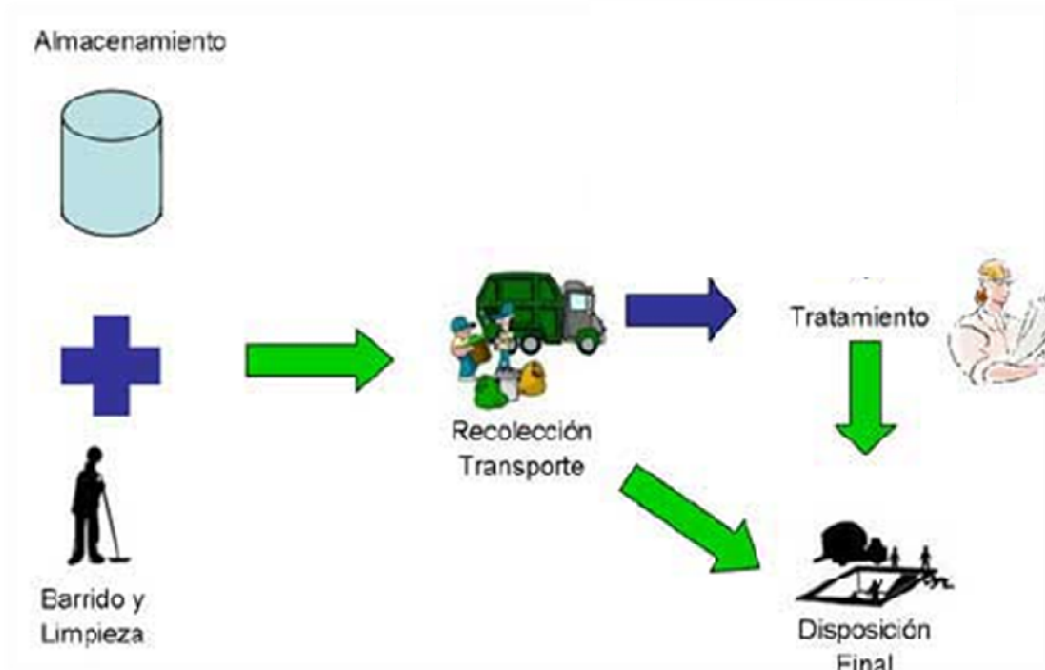 Almacenamiento
Recolección
Transporte
Tratamiento
Barrido y
Limpieza
Disposición
Final